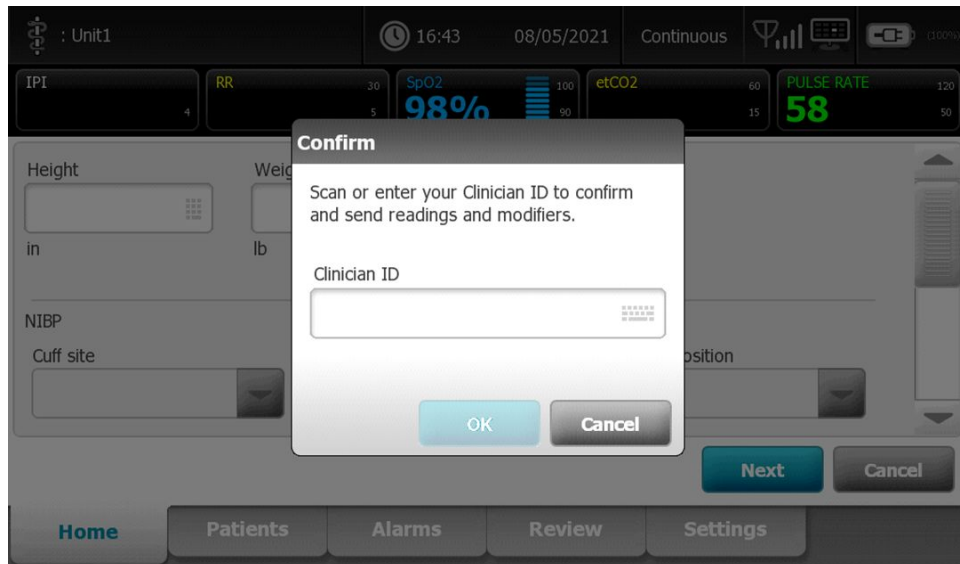 : Unit1
16:43
08/05/2021
Continuous
(100%)
IPI
4
RR
30
5
SpO2
98%
100
90
etCO2
60
15
PULSE RATE
58
120
50
Confirm
Scan or enter your Clinician ID to confirm
and send readings and modifiers.
Clinician ID
OK
Cancel
Height
in
Weig
lb
NIBP
Cuff site
osition
Next
Cancel
Home
Patients
Alarms
Review
Settings